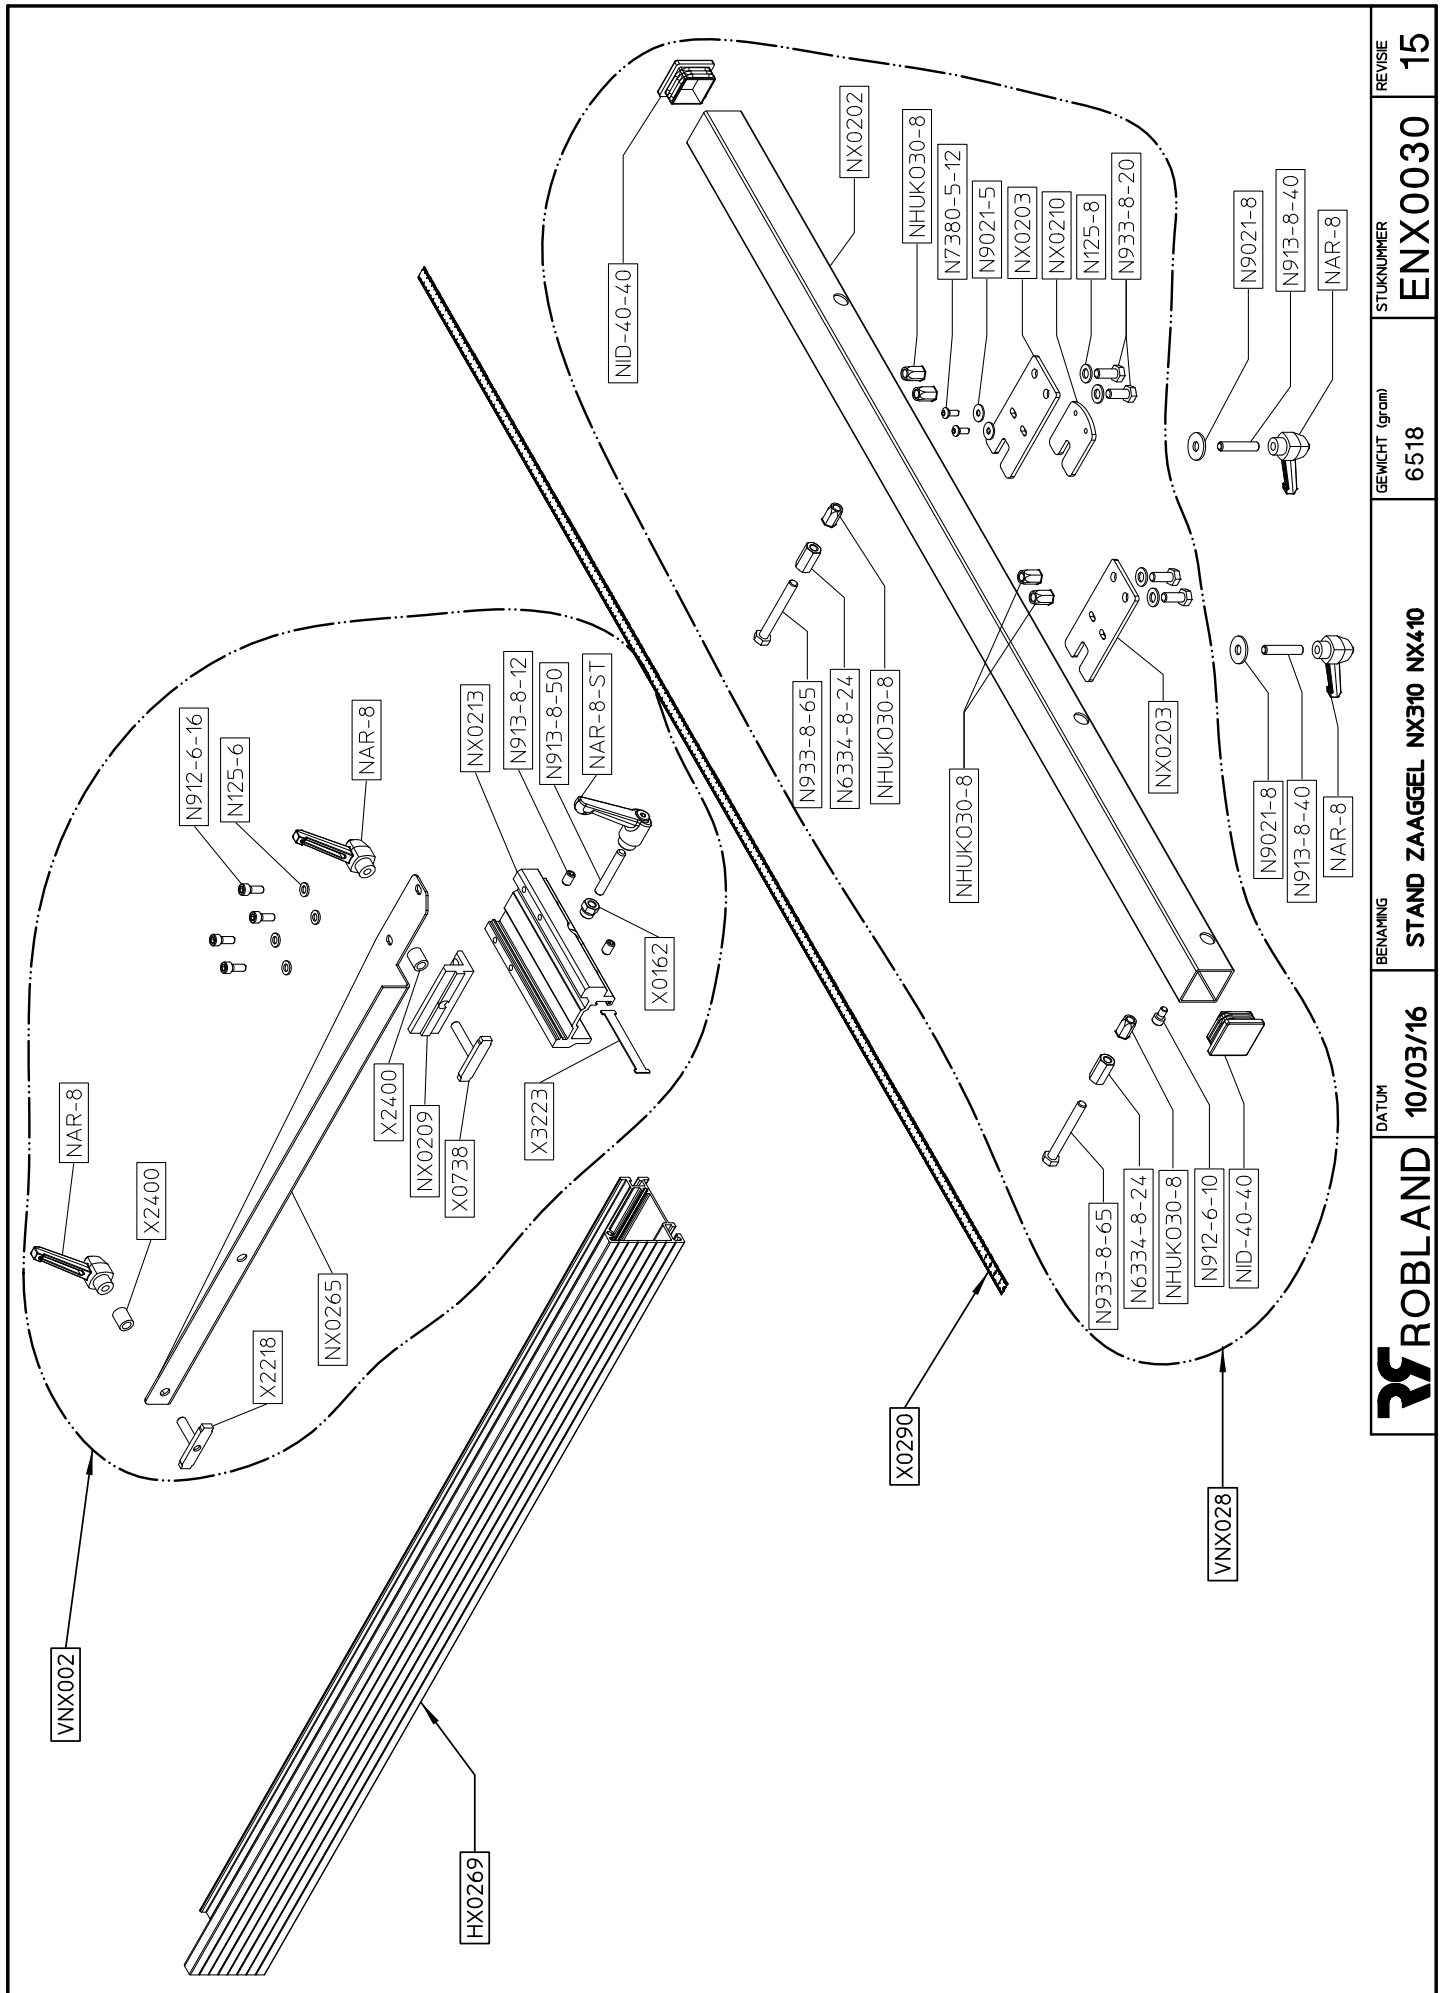 VNX002
HX0269
X0290
VNX028
NAR-8
X2400
X2218
NX0265
N912-6-16
N125-6
NAR-8
X2400
NX0209
X0738
X3223
NX0213
N913-8-12
N913-8-50
NAR-8-ST
X0162
NID-40-40
NX0202
NHUK030-8
N7380-5-12
N9021-5
NX0203
NX0210
N125-8
N933-8-20
N9021-8
N913-8-40
NAR-8
N933-8-65
N6334-8-24
NHUK030-8
NHUK030-8
NX0203
N9021-8
N913-8-40
NAR-8
N933-8-65
N6334-8-24
NHUK030-8
N912-6-10
NID-40-40
ROBLAND
DATUM
10/03/16
BENAMING
STAND ZAAGGEL NX310 NX410
GEWICHT (gram)
6518
STUKNUMMER
ENX0030
REVISIE
15